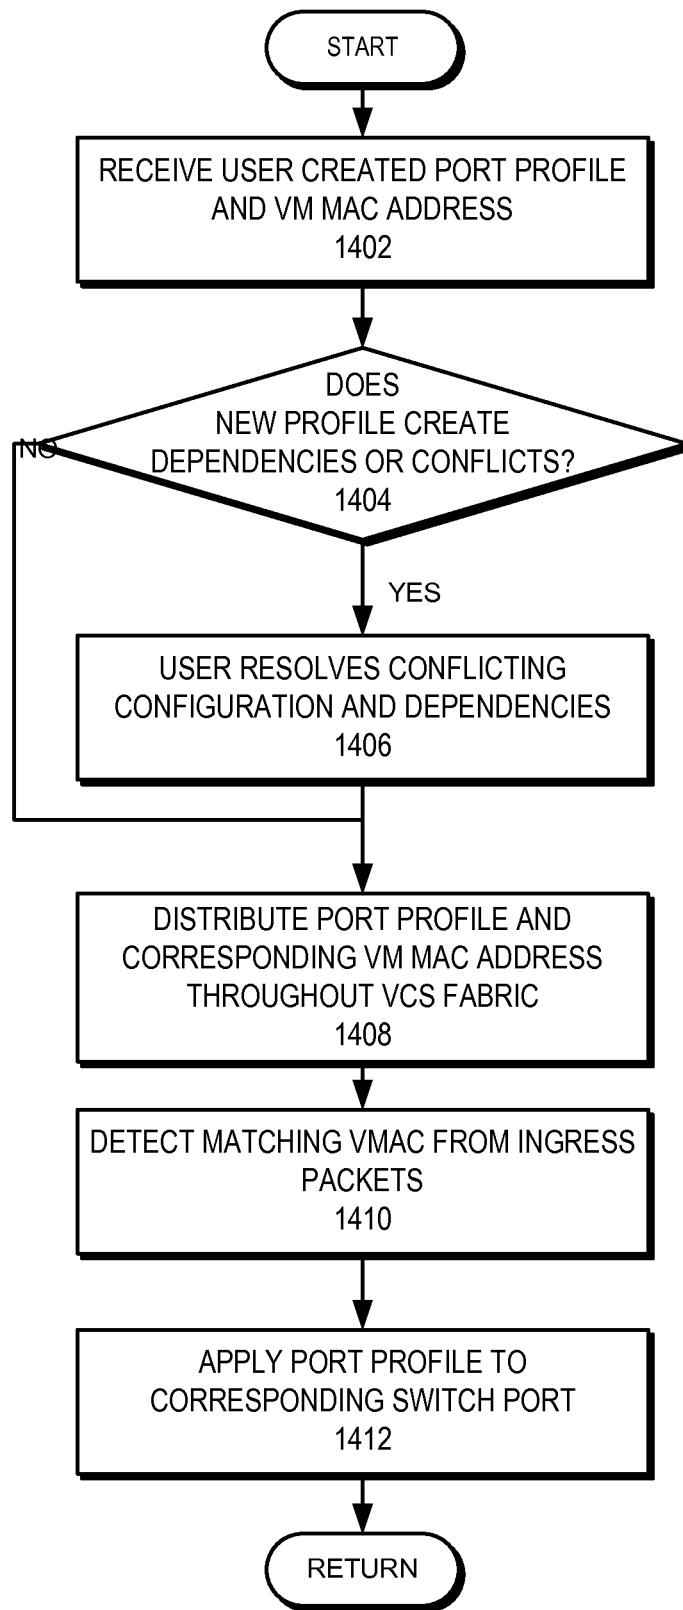 START
RECEIVE USER CREATED PORT PROFILE
AND VM MAC ADDRESS
1402
DOES
NEW PROFILE CREATE
DEPENDENCIES OR CONFLICTS?
1404
NO
YES
USER RESOLVES CONFLICTING
CONFIGURATION AND DEPENDENCIES
1406
DISTRIBUTE PORT PROFILE AND
CORRESPONDING VM MAC ADDRESS
THROUGHOUT VCS FABRIC
1408
DETECT MATCHING VMAC FROM INGRESS
PACKETS
1410
APPLY PORT PROFILE TO
CORRESPONDING SWITCH PORT
1412
RETURN